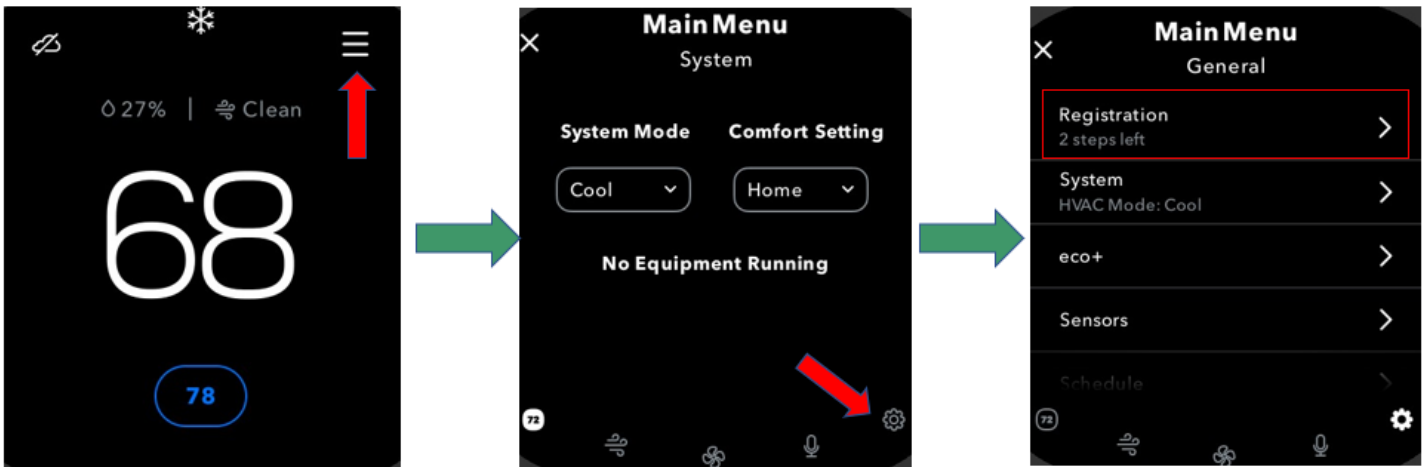 27% | Clean
68
78
Main Menu
System
System Mode Comfort Setting
Cool Home
No Equipment Running
72
Main Menu
General
Registration
2 steps left
System
HVAC Mode: Cool
eco+
Sensors
Schedule
72